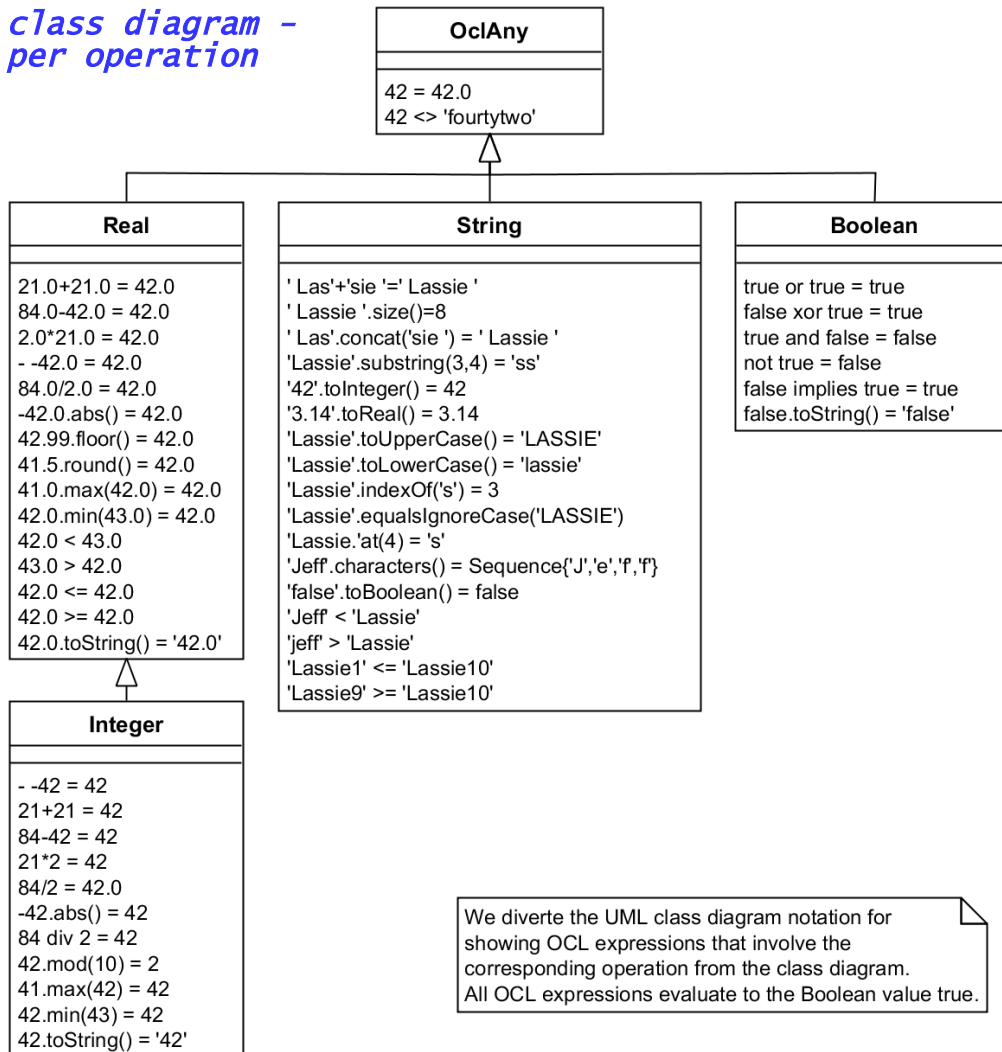 class diagram -
per operation
OclAny
42 = 42.0
42 <> 'fourtytwo'
Real
21.0+21.0 = 42.0
84.0-42.0 = 42.0
2.0*21.0 = 42.0
- -42.0 = 42.0
84.0/2.0 = 42.0
-42.0.abs() = 42.0
42.99.floor() = 42.0
41.5.round() = 42.0
41.0.max(42.0) = 42.0
42.0.min(43.0) = 42.0
42.0 < 43.0
43.0 > 42.0
42.0 <= 42.0
42.0 >= 42.0
42.0.toString() = '42.0'
String
' Las'+'sie '=' Lassie '
' Lassie '.size()=8
' Las'.concat('sie ') = ' Lassie '
'Lassie'.substring(3,4) = 'ss'
'42'.toInteger() = 42
'3.14'.toReal() = 3.14
'Lassie'.toUpperCase() = 'LASSIE'
'Lassie'.toLowerCase() = 'lassie'
'Lassie'.indexOf('s') = 3
'Lassie'.equalsIgnoreCase('LASSIE')
'Lassie.'at(4) = 's'
'Jeff'.characters() = Sequence{'J','e','f','f'}
'false'.toBoolean() = false
'Jeff' < 'Lassie'
'jeff' > 'Lassie'
'Lassie1' <= 'Lassie10'
'Lassie9' >= 'Lassie10'
Boolean
true or true = true
false xor true = true
true and false = false
not true = false
false implies true = true
false.toString() = 'false'
Integer
- -42 = 42
21+21 = 42
84-42 = 42
21*2 = 42
84/2 = 42.0
-42.abs() = 42
84 div 2 = 42
42.mod(10) = 2
41.max(42) = 42
42.min(43) = 42
42.toString() = '42'
We diverte the UML class diagram notation for
showing OCL expressions that involve the
corresponding operation from the class diagram.
All OCL expressions evaluate to the Boolean value true.